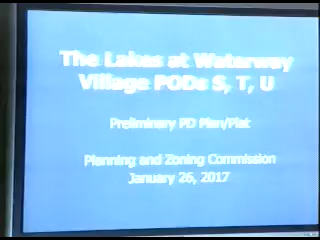 The Lakes at Waterway
Village PODs S, T, U
Preliminary PD Plan/Plat
Planning and Zoning Commission
January 26, 2017